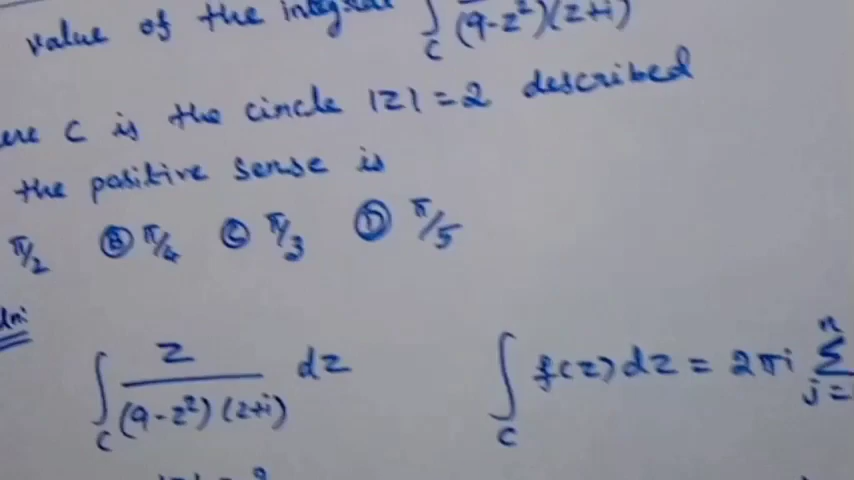 value of the integral ∫_C (9-z²)(z+i)
C is the circle |z| = 2 described
the positive sense is
π/2 Ⓑ π/4 Ⓒ π/3 Ⓓ π/5
∫_C z/((9-z²)(z+i)) dz ∫_C f(z) dz = 2πi Σ